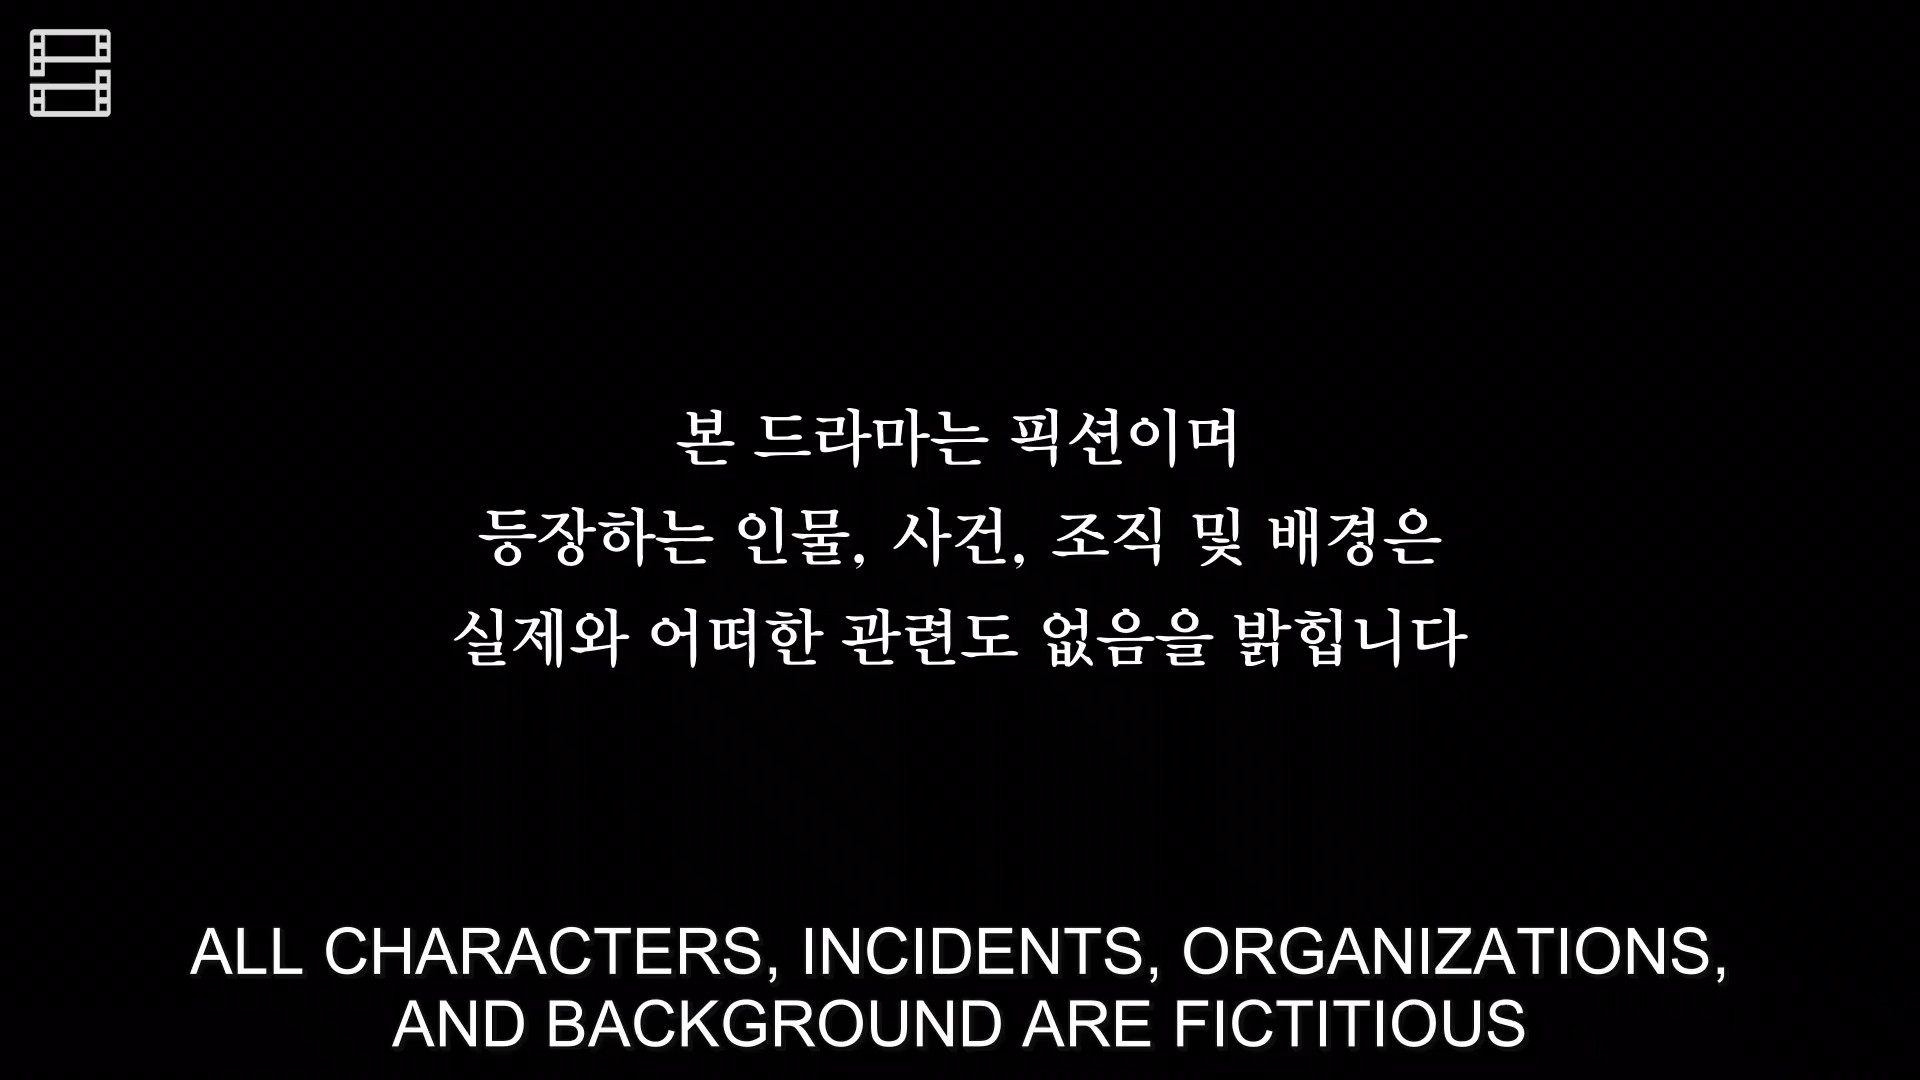 본 드라마는 픽션이며
등장하는 인물, 사건, 조직 및 배경은
실제와 어떠한 관련도 없음을 밝힙니다
ALL CHARACTERS, INCIDENTS, ORGANIZATIONS,
AND BACKGROUND ARE FICTITIOUS